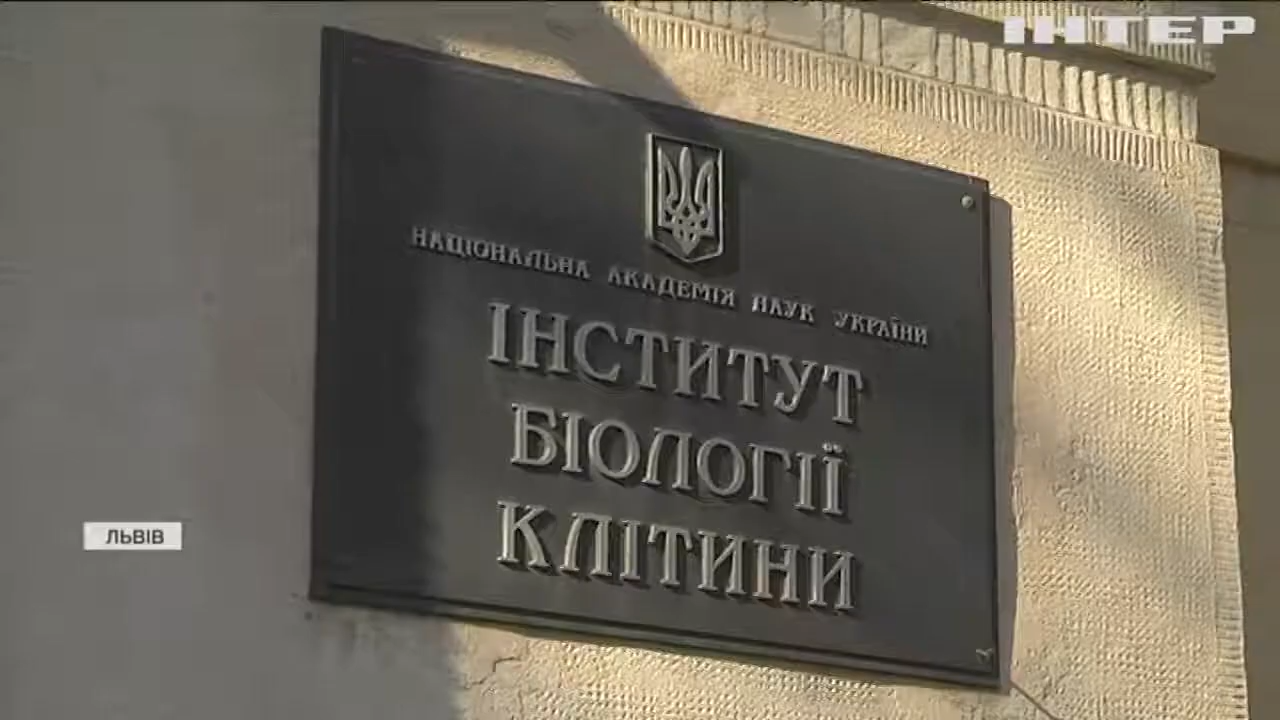 ІНТЕР
НАЦІОНАЛЬНА АКАДЕМІЯ НАУК УКРАЇНИ
ІНСТИТУТ
БІОЛОГІЇ
КЛІТИНИ
ЛЬВІВ